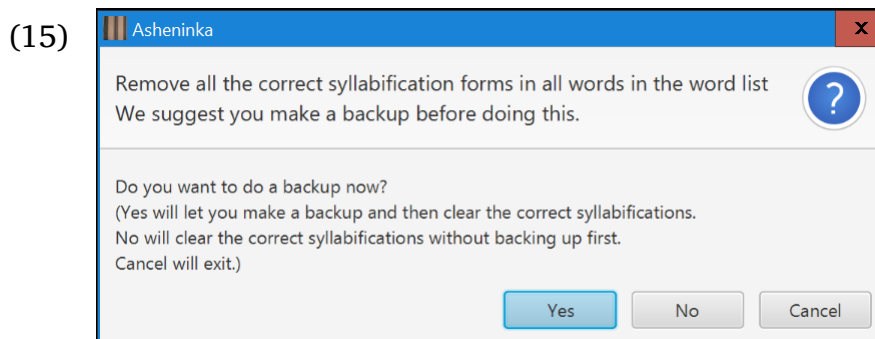 (15)
Asheninka
x
Remove all the correct syllabification forms in all words in the word list
We suggest you make a backup before doing this.
?
Do you want to do a backup now?
(Yes will let you make a backup and then clear the correct syllabifications.
No will clear the correct syllabifications without backing up first.
Cancel will exit.)
Yes No Cancel